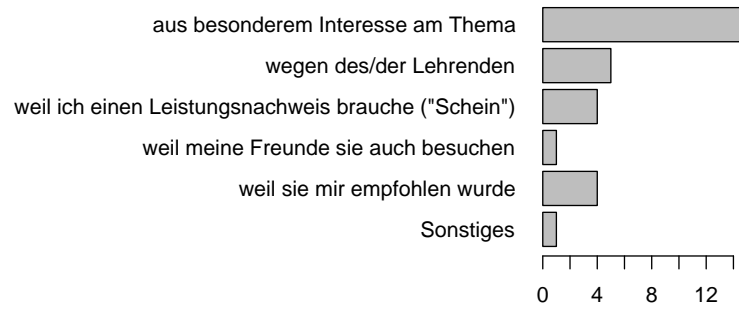 aus besonderem Interesse am Thema
wegen des/der Lehrenden
weil ich einen Leistungsnachweis brauche ("Schein")
weil meine Freunde sie auch besuchen
weil sie mir empfohlen wurde
Sonstiges
0 4 8 12